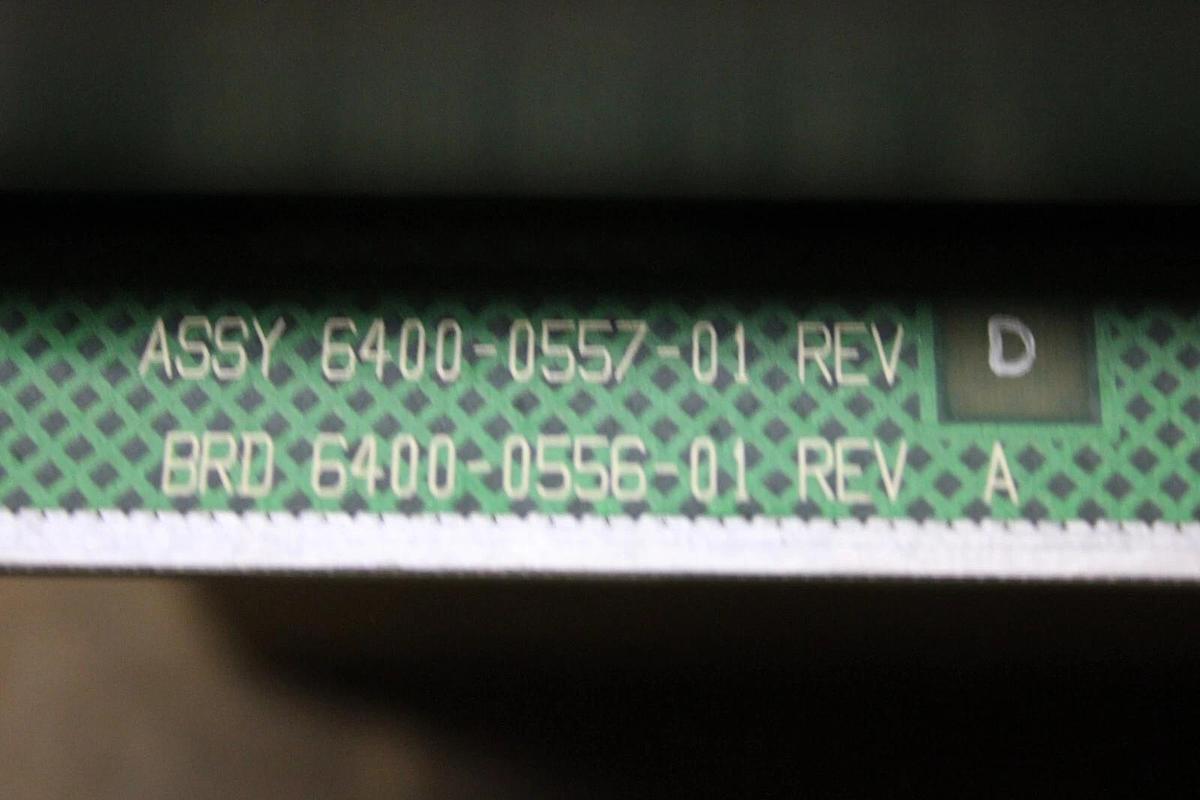 ASSY 6400-0557-01 REV D
BRD 6400-0556-01 REV A